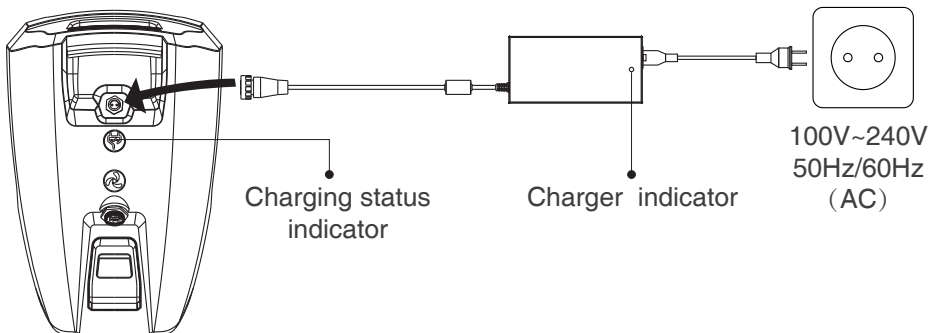 Charging status
indicator
Charger indicator
100V~240V
50Hz/60Hz
（AC）